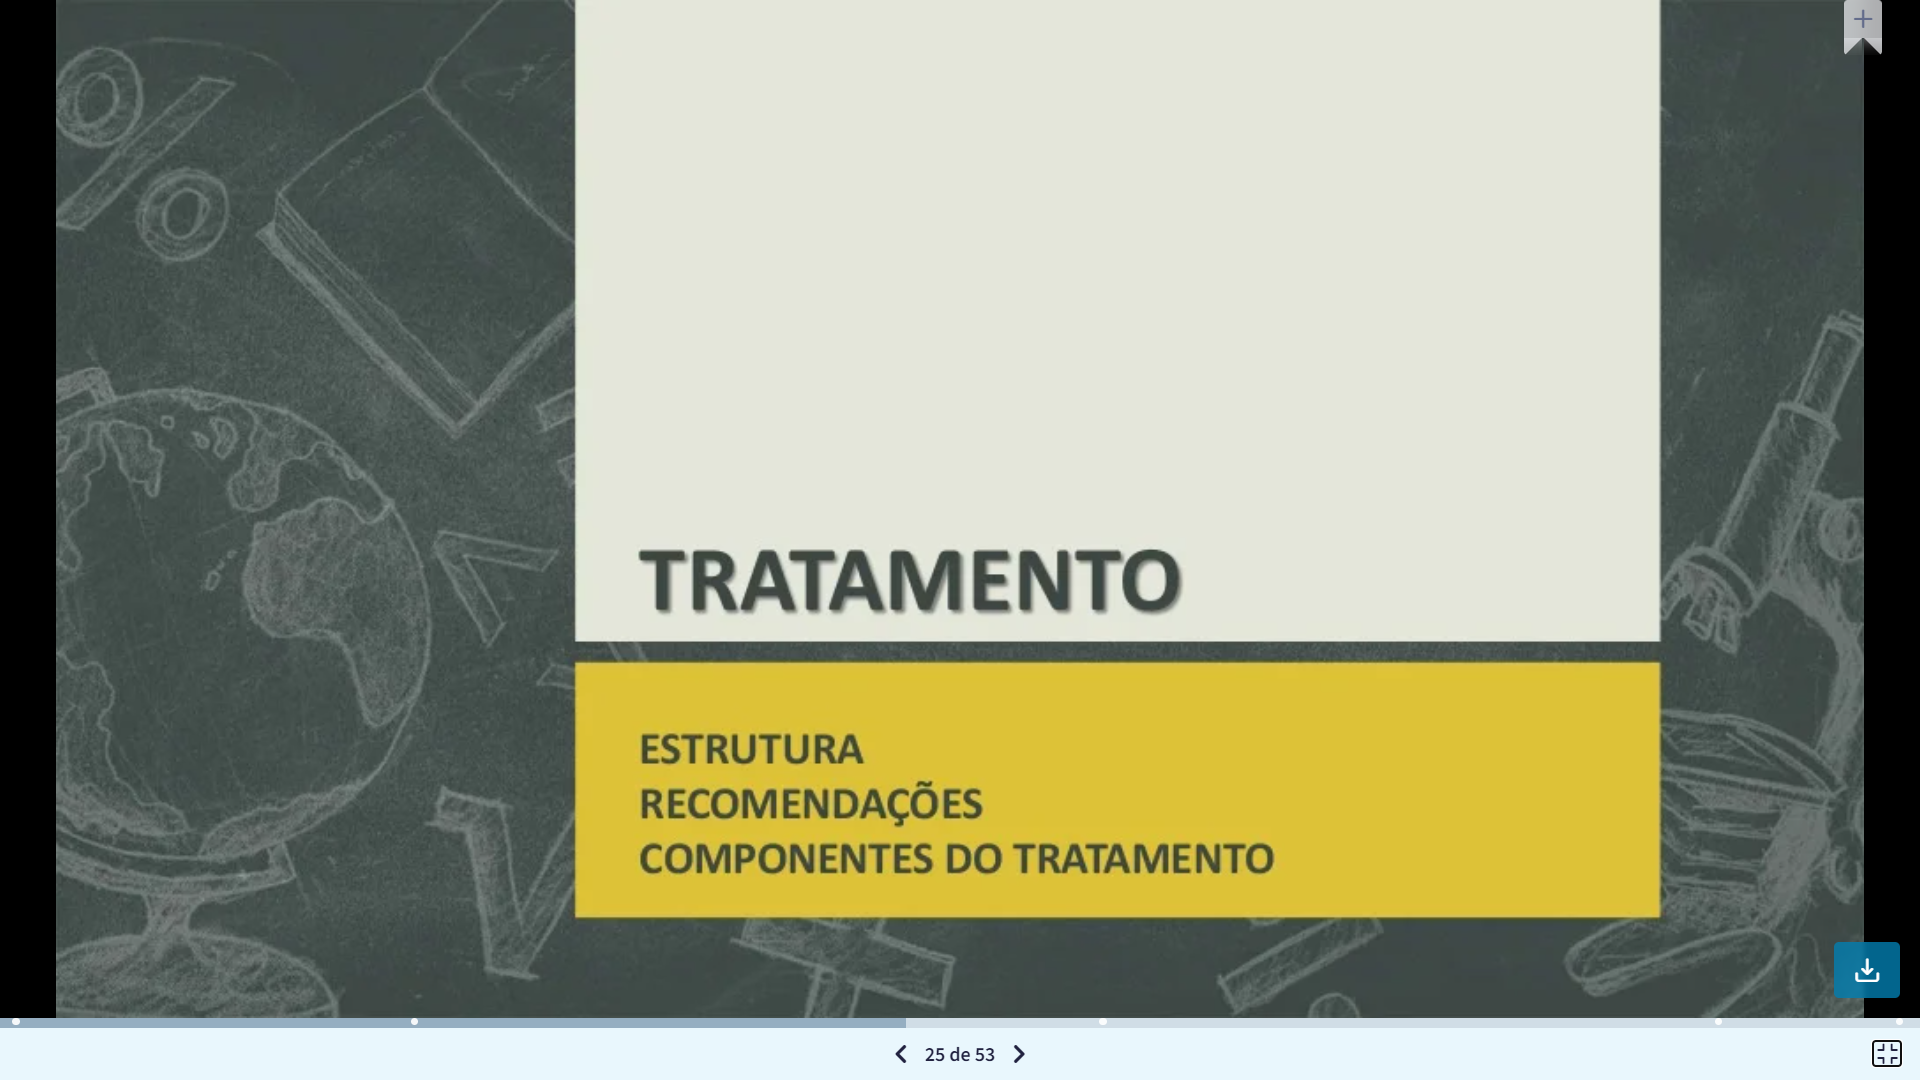 TRATAMENTO
ESTRUTURA
RECOMENDAÇÕES
COMPONENTES DO TRATAMENTO
25 de 53